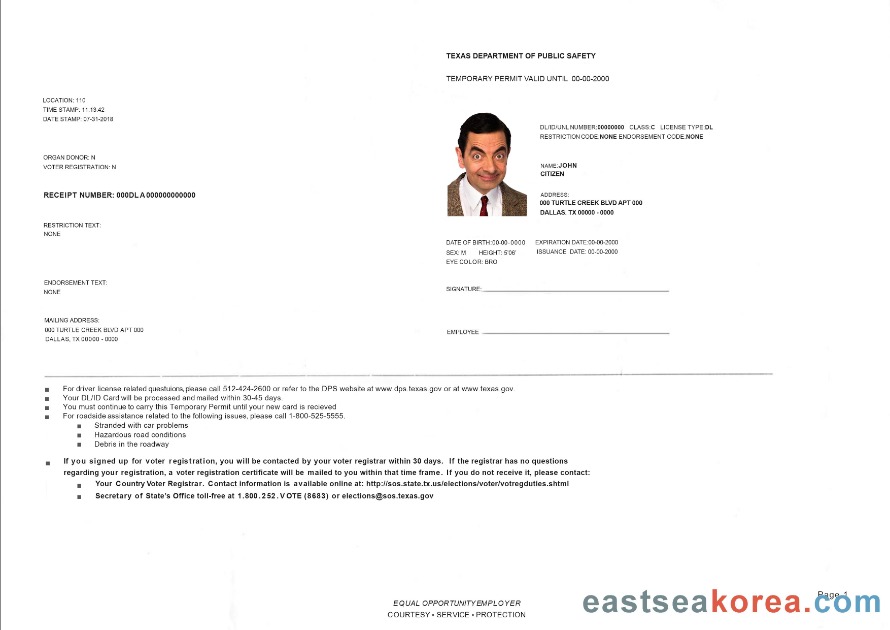 TEXAS DEPARTMENT OF PUBLIC SAFETY
TEMPORARY PERMIT VALID UNTIL 00-00-2000
LOCATION: 110
TIME STAMP: 11:13:42
DATE STAMP: 07-31-2018
ORGAN DONOR: N
VOTER REGISTRATION: N
RECEIPT NUMBER: 000DLA000000000000
RESTRICTION TEXT:
NONE
ENDORSEMENT TEXT:
NONE
MAILING ADDRESS:
000 TURTLE CREEK BLVD APT 000
DALLAS, TX 00000 - 0000
DL/ID/UNL NUMBER:00000000 CLASS:C LICENSE TYPE DL
RESTRICTION CODE:NONE ENDORSEMENT CODE:NONE
NAME:JOHN
CITIZEN
ADDRESS:
000 TURTLE CREEK BLVD APT 000
DALLAS, TX 00000 - 0000
DATE OF BIRTH:00-00-0000 EXPIRATION DATE:00-00-2000
SEX: M HEIGHT: 5'06' ISSUANCE DATE: 00-00-2000
EYE COLOR: BRO
SIGNATURE:
EMPLOYEE
For driver license related questuions, please call 512-424-2600 or refer to the DPS website at www.dps.texas.gov or at www.texas.gov
Your DL/ID Card will be processed and mailed within 30-45 days.
You must continue to carry this Temporary Permit until your new card is recieved
For roadside assistance related to the following issues, please call 1-800-525-5555.
Stranded with car problems
Hazardous road conditions
Debris in the roadway
If you signed up for voter registration, you will be contacted by your voter registrar within 30 days. If the registrar has no questions
regarding your registration, a voter registration certificate will be mailed to you within that time frame. If you do not receive it, please contact:
Your Country Voter Registrar. Contact information is available online at: http://sos.state.tx.us/elections/voter/votregduties.shtml
Secretary of State's Office toll-free at 1.800.252.VOTE (8683) or elections@sos.texas.gov
Page 1
EQUAL OPPORTUNITY EMPLOYER
COURTESY • SERVICE • PROTECTION
eastseakorea.com